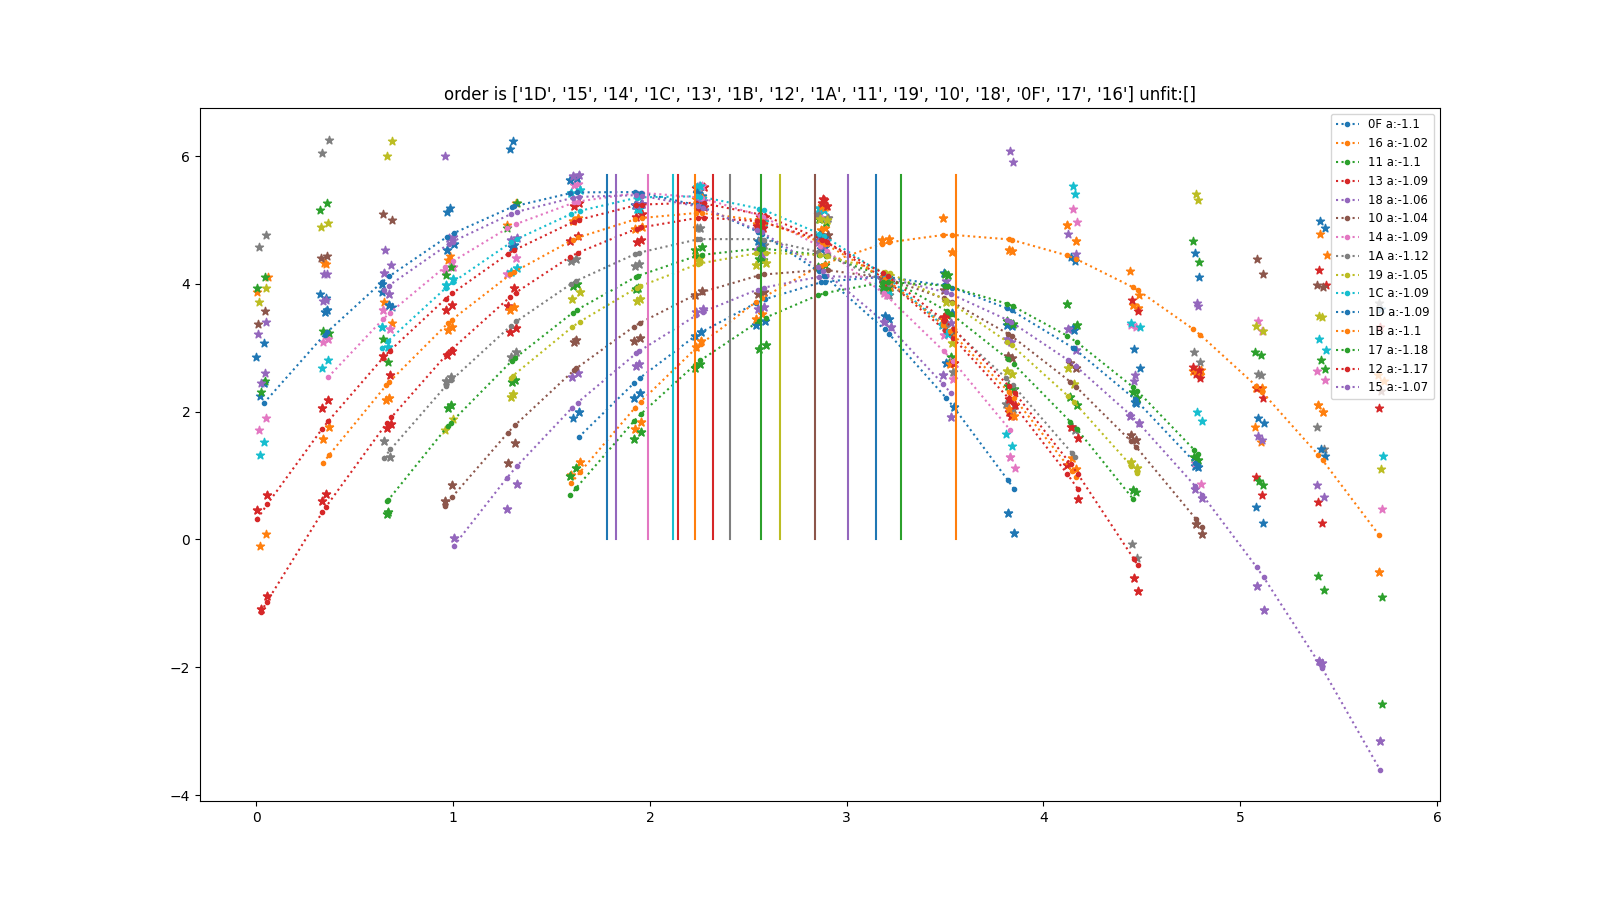 order is ['1D', '15', '14', '1C', '13', '1B', '12', '1A', '11', '19', '10', '18', '0F', '17', '16'] unfit:[]
6
4
2
0
−2
−4
0 1 2 3 4 5 6
0F a:-1.1
16 a:-1.02
11 a:-1.1
13 a:-1.09
18 a:-1.06
10 a:-1.04
14 a:-1.09
1A a:-1.12
19 a:-1.05
1C a:-1.09
1D a:-1.09
1B a:-1.1
17 a:-1.18
12 a:-1.17
15 a:-1.07